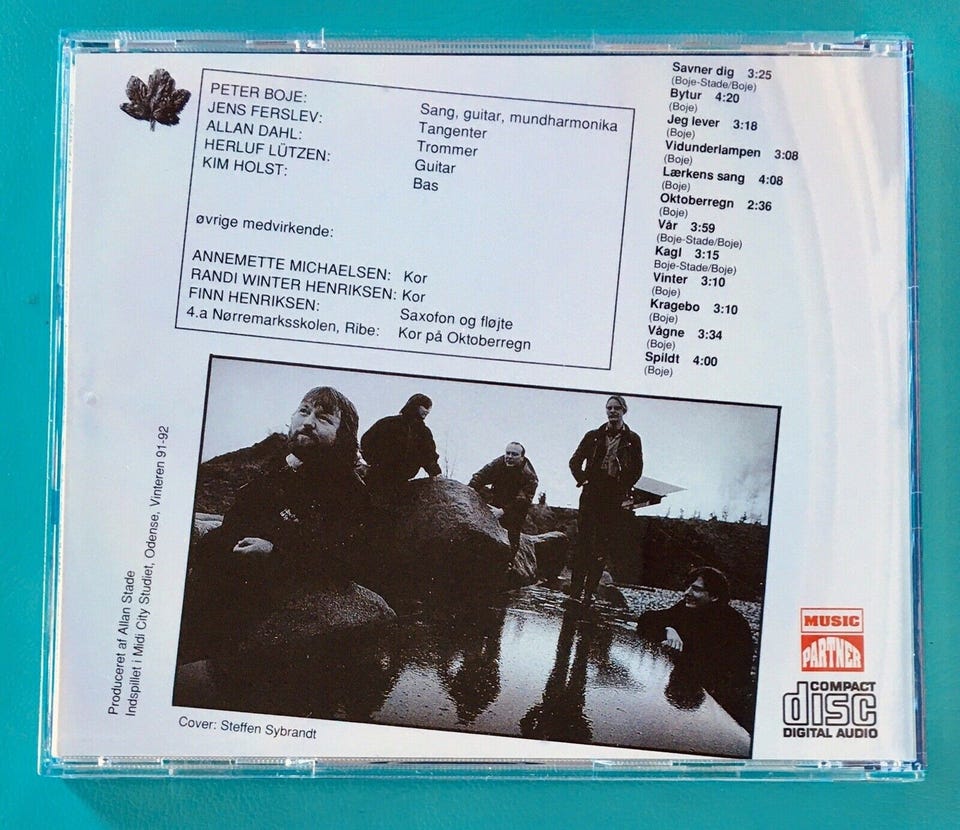 PETER BOJE: Sang, guitar, mundharmonika
JENS FERSLEV: Tangenter
ALLAN DAHL: Trommer
HERLUF LÜTZEN: Guitar
KIM HOLST: Bas
øvrige medvirkende:
ANNEMETTE MICHAELSEN: Kor
RANDI WINTER HENRIKSEN: Kor
FINN HENRIKSEN: Saxofon og fløjte
4.a Nørremarksskolen, Ribe: Kor på Oktoberregn
Savner dig 3:25
(Boje-Stade/Boje)
Bytur 4:20
(Boje)
Jeg lever 3:18
(Boje)
Vidunderlampen 3:08
(Boje)
Lærkens sang 4:08
(Boje)
Oktoberregn 2:36
(Boje)
Vår 3:59
(Boje-Stade/Boje)
Kagl 3:15
Boje-Stade/Boje)
Vinter 3:10
(Boje)
Kragebo 3:10
(Boje)
Vågne 3:34
(Boje)
Spildt 4:00
(Boje)
Produceret af Allan Stade
Indspillet i Midi City Studiet, Odense, Vinteren 91-92
Cover: Steffen Sybrandt
MUSIC
PARTNER
COMPACT
disc
DIGITAL AUDIO